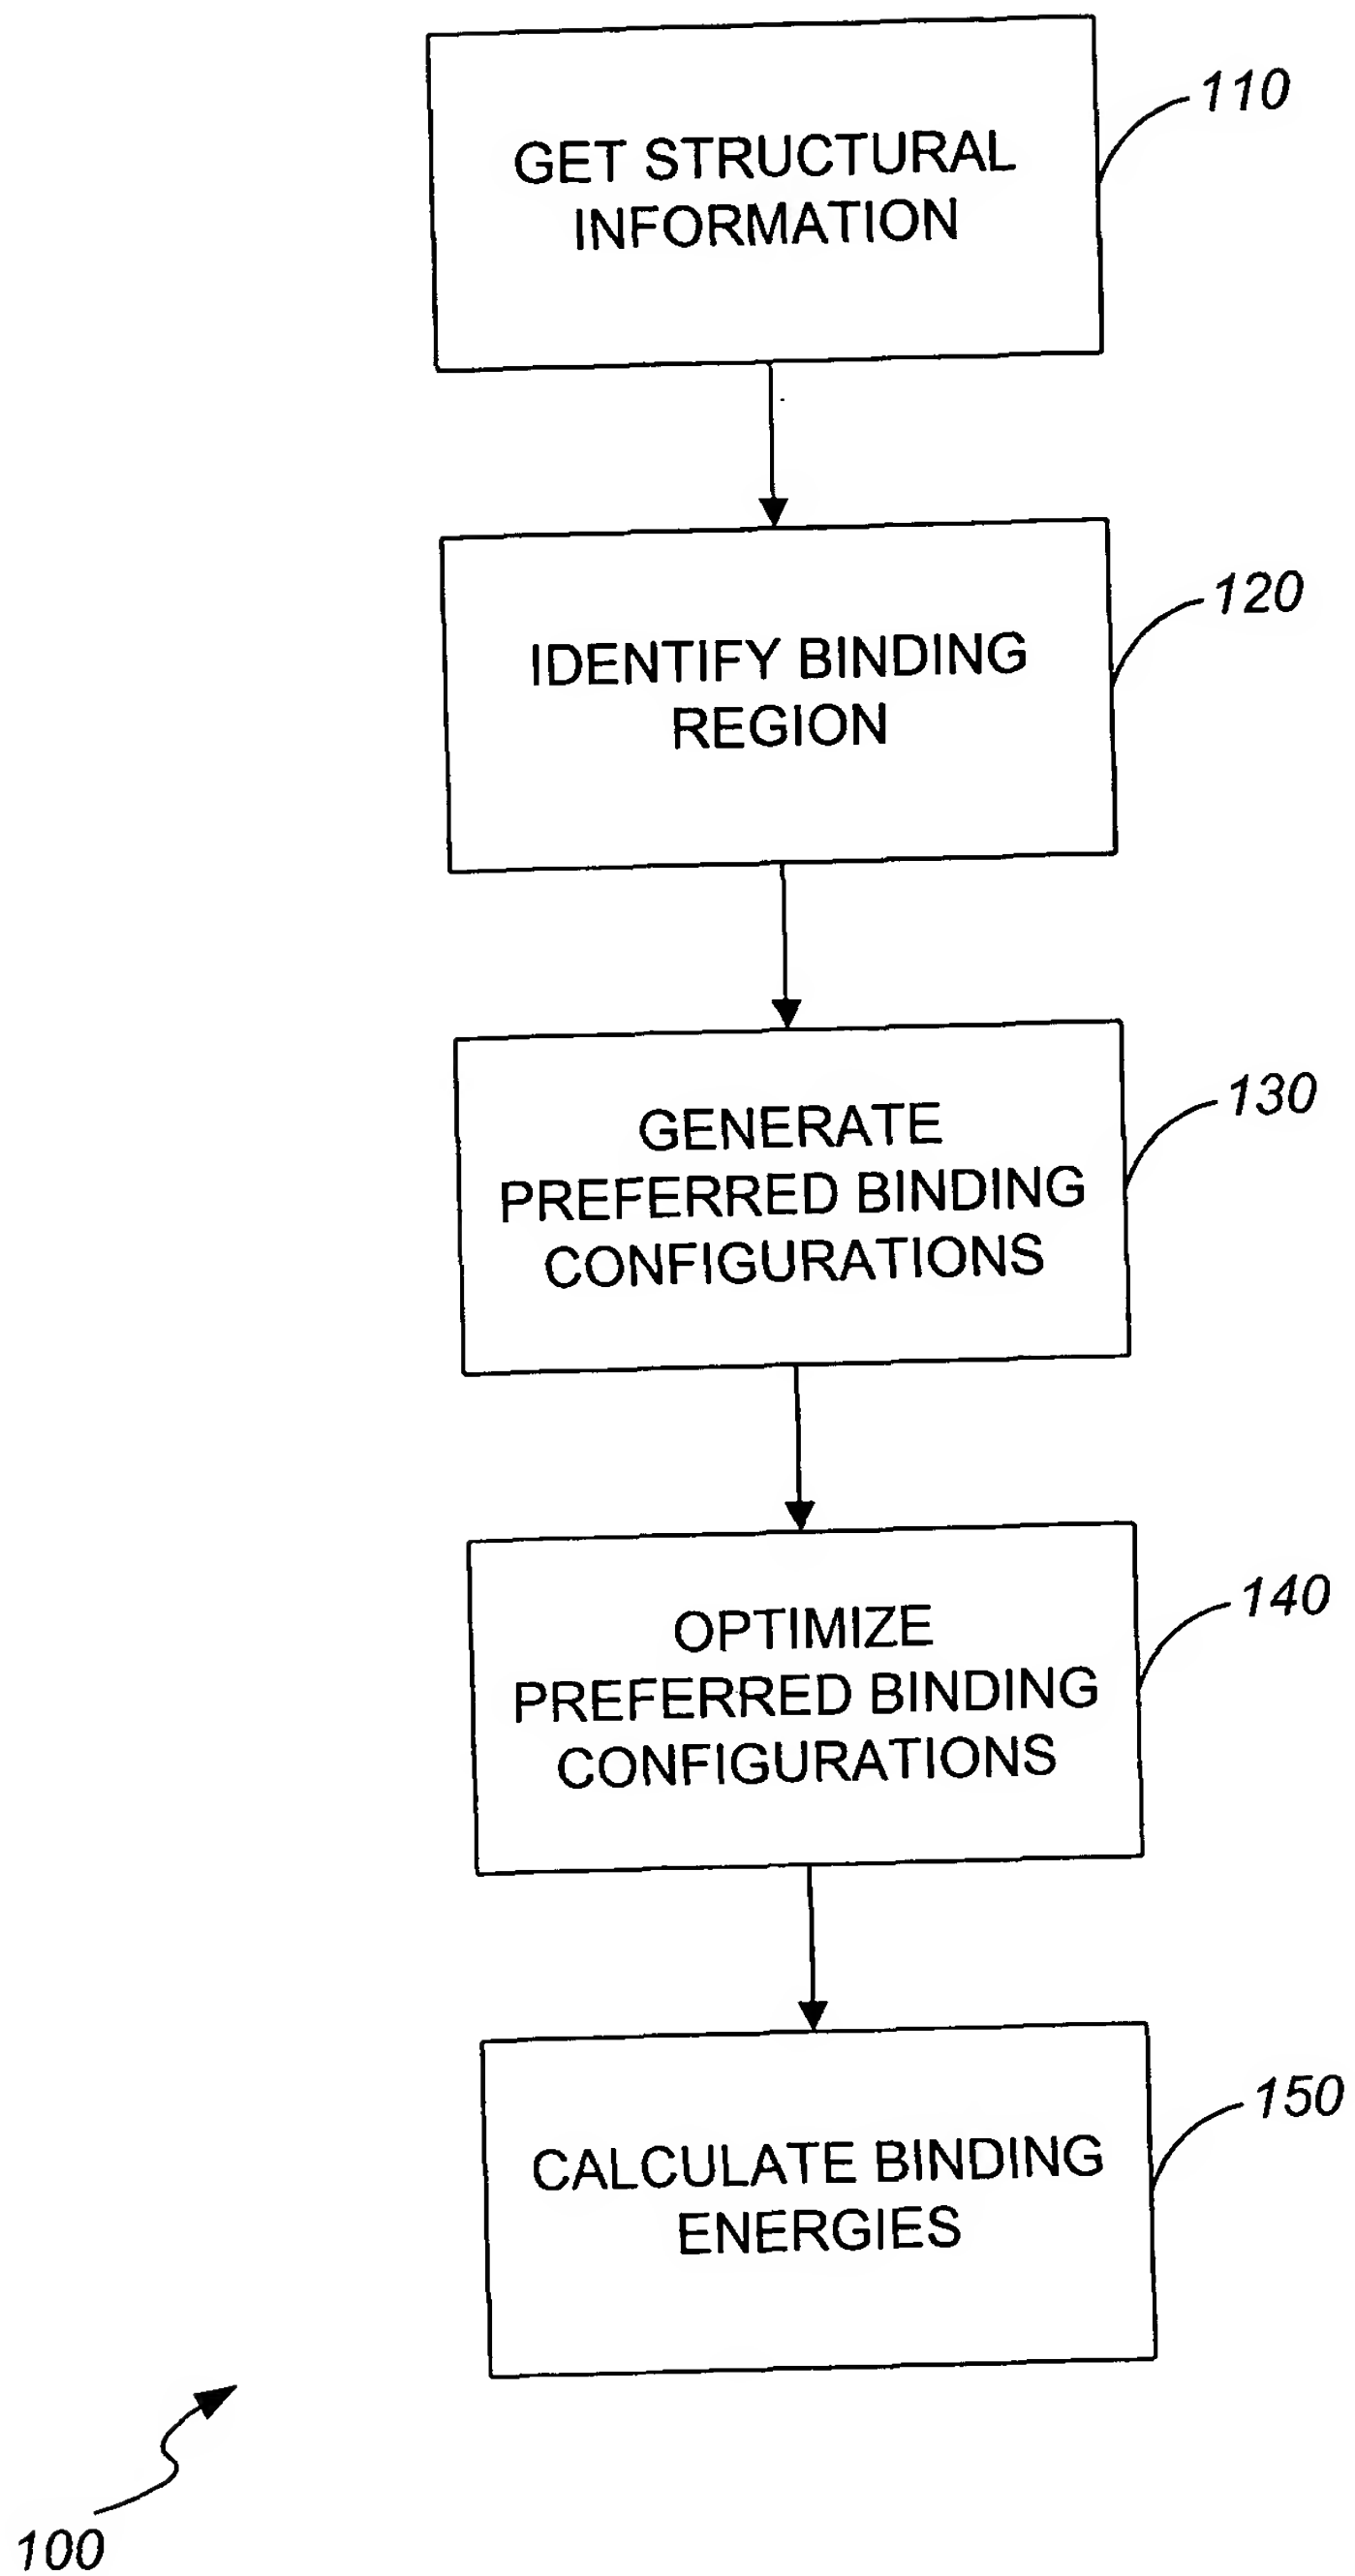 110
GET STRUCTURAL
INFORMATION
120
IDENTIFY BINDING
REGION
130
GENERATE
PREFERRED BINDING
CONFIGURATIONS
140
OPTIMIZE
PREFERRED BINDING
CONFIGURATIONS
150
CALCULATE BINDING
ENERGIES
100